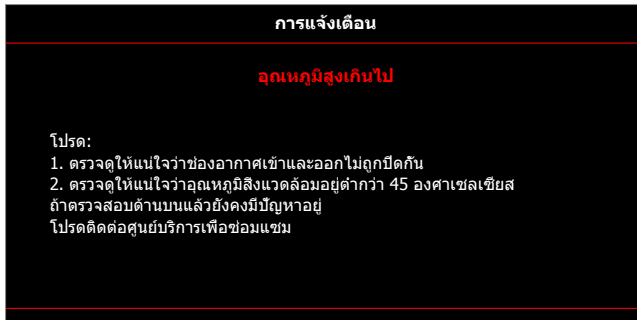 การแจ้งเตือน
อุณหภูมิสูงเกินไป
โปรด:
1. ตรวจดูให้แน่ใจว่าช่องอากาศเข้าและออกไม่ถูกปิดกั้น
2. ตรวจดูให้แน่ใจว่าอุณหภูมิสิ่งแวดล้อมอยู่ต่ำกว่า 45 องศาเซลเซียส
ถ้าตรวจสอบด้านบนแล้วยังคงมีปัญหาอยู่
โปรดติดต่อศูนย์บริการเพื่อซ่อมแซม